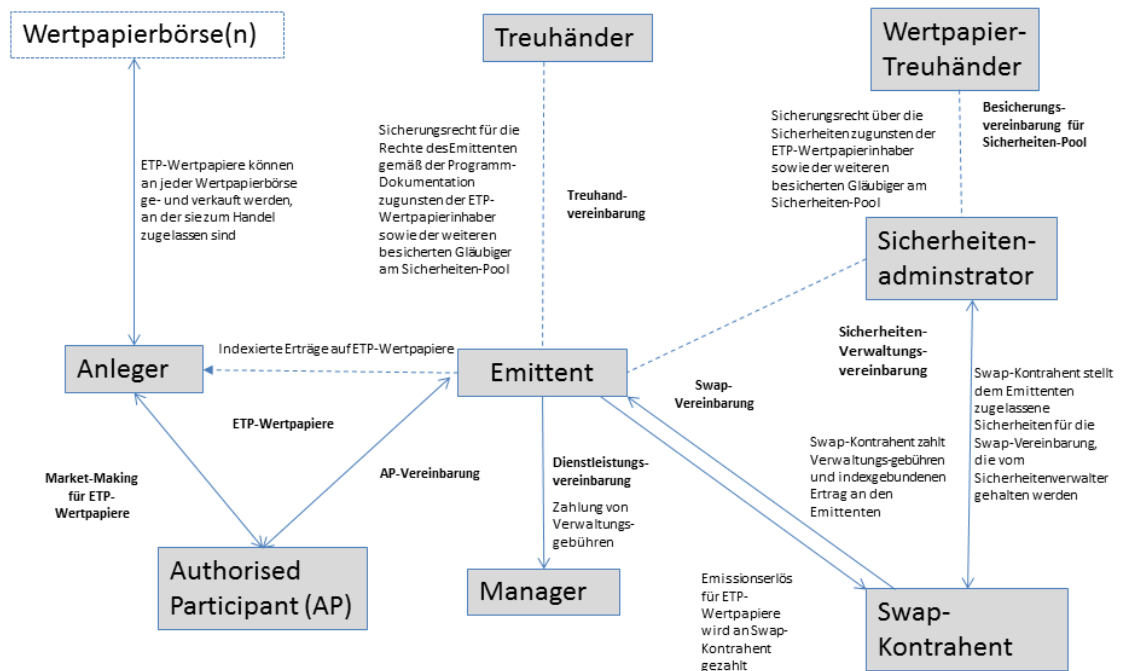 Wertpapierbörse(n)
Treuhänder
Wertpapier-
Treuhänder
ETP-Wertpapiere können
an jeder Wertpapierbörse
ge- und verkauft werden,
an der sie zum Handel
zugelassen sind
Sicherungsrecht für die
Rechte des Emittenten
gemäß der Programm-
Dokumentation
zugunsten der ETP-
Wertpapierinhaber
sowie der weiteren
besicherten Gläubiger
am Sicherheiten-Pool
Treuhand-
vereinbarung
Sicherungsrecht über die
Sicherheiten zugunsten der
ETP-Wertpapierinhaber
sowie der weiteren
besicherten Gläubiger am
Sicherheiten-Pool
Besicherungs-
vereinbarung für
Sicherheiten-Pool
Sicherheiten-
adminstrator
Anleger
Indexierte Erträge auf ETP-Wertpapiere
Emittent
Sicherheiten-
Verwaltungs-
vereinbarung
Swap-
Vereinbarung
Swap-Kontrahent stellt
dem Emittenten
zugelassene
Sicherheiten für die
Swap-Vereinbarung,
die vom
Sicherheitenverwalter
gehalten werden
ETP-Wertpapiere
Market-Making
für ETP-
Wertpapiere
AP-Vereinbarung
Dienstleistungs-
vereinbarung
Zahlung von
Verwaltungs-
gebühren
Swap-Kontrahent zahlt
Verwaltungs-gebühren
und indexgebundenen
Ertrag an den
Emittenten
Authorised
Participant (AP)
Manager
Emissionserlös
für ETP-
Wertpapiere
wird an Swap-
Kontrahent
gezahlt
Swap-
Kontrahent